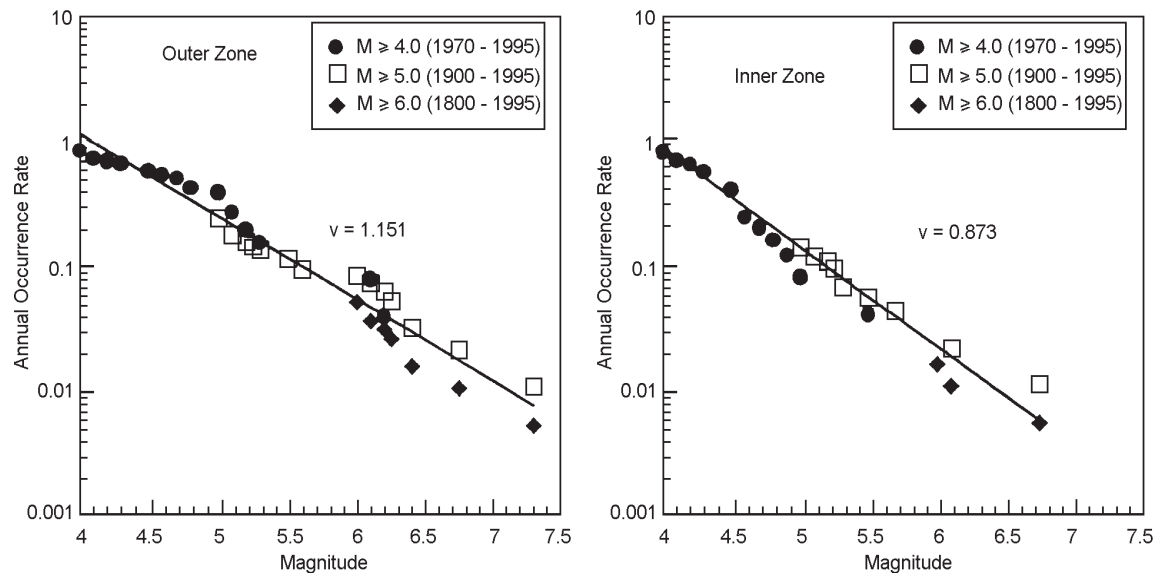 10
1
0.1
0.01
0.001
Annual Occurrence Rate
Outer Zone
M ⩾ 4.0 (1970 - 1995)
M ⩾ 5.0 (1900 - 1995)
M ⩾ 6.0 (1800 - 1995)
v = 1.151
4 4.5 5 5.5 6 6.5 7 7.5
Magnitude
10
1
0.1
0.01
0.001
Annual Occurrence Rate
Inner Zone
M ⩾ 4.0 (1970 - 1995)
M ⩾ 5.0 (1900 - 1995)
M ⩾ 6.0 (1800 - 1995)
v = 0.873
4 4.5 5 5.5 6 6.5 7 7.5
Magnitude